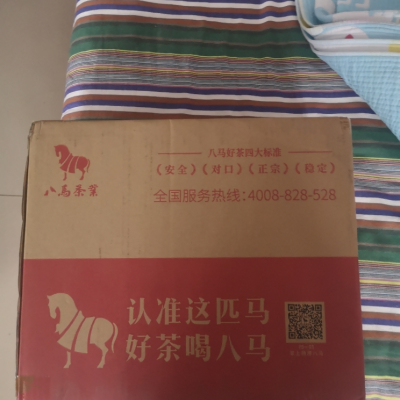 八马茶业
八马好茶四大标准
(安全)(对口)(正宗)(稳定)
全国服务热线:4008-828-528
认准这匹马
好茶喝八马